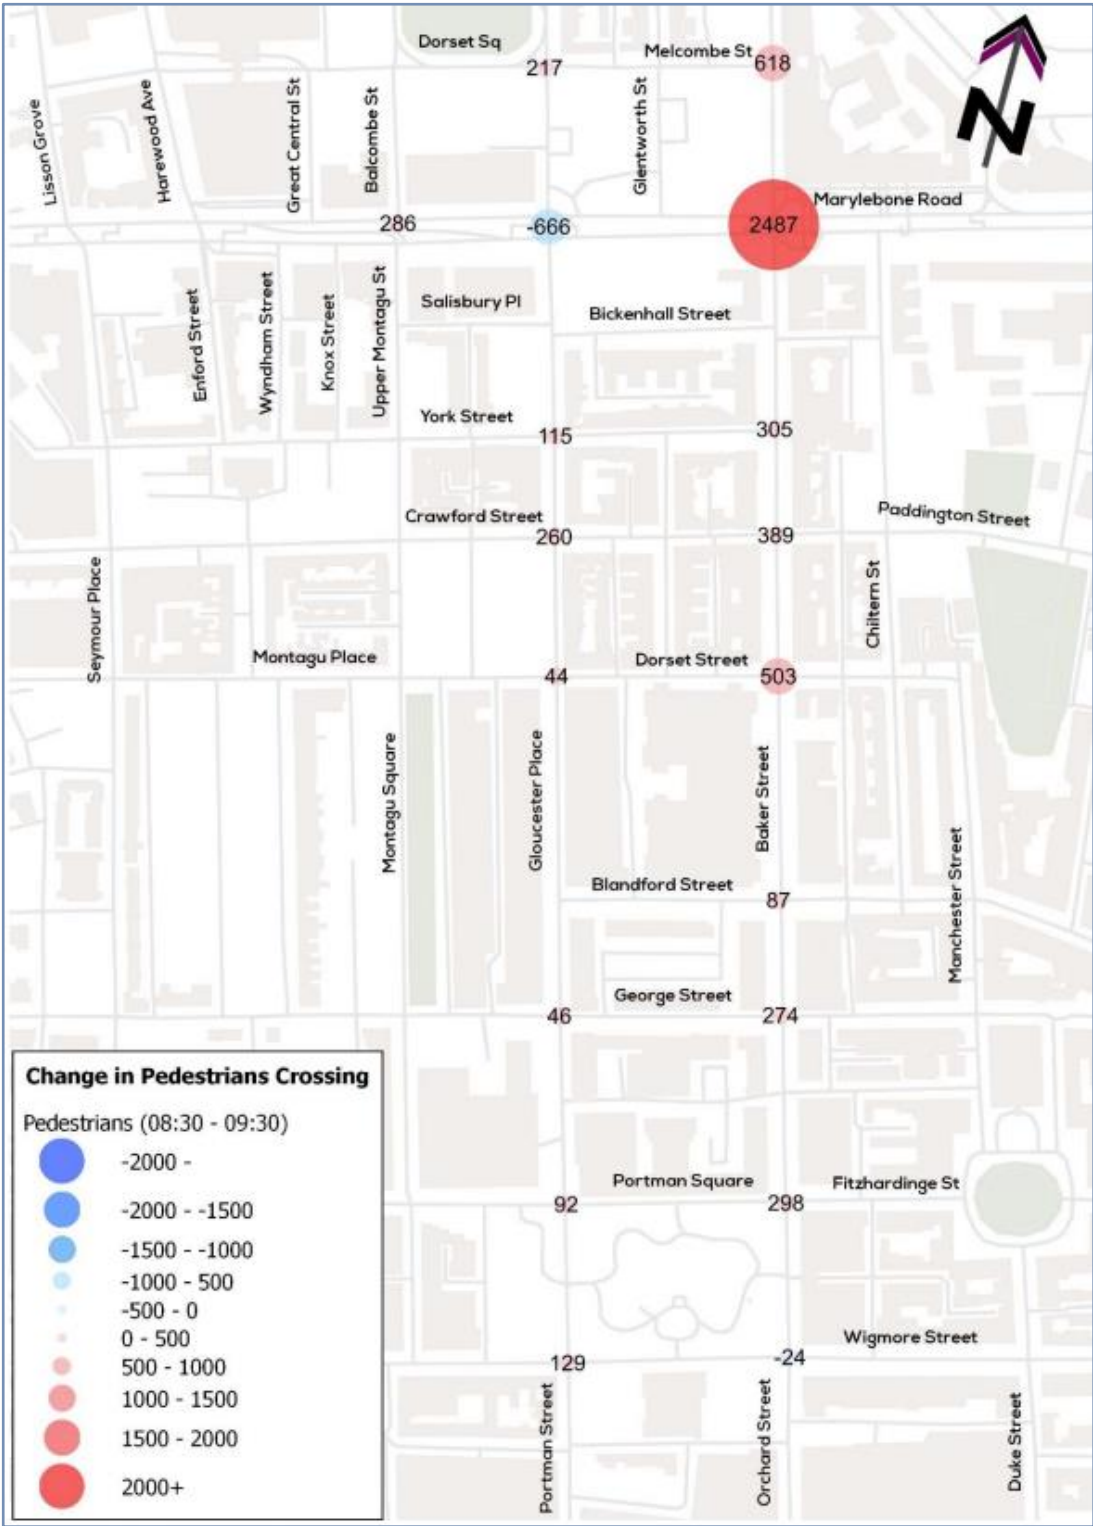 Dorset Sq
Melcombe St
217
618
Lisson Grove
Harewood Ave
Great Central St
Balcombe St
Glentworth St
N
Marylebone Road
286
-666
2487
Enford Street
Wyndham Street
Knox Street
Upper Montagu St
Salisbury Pl
Bickenhall Street
York Street
115
305
Crawford Street
260
389
Paddington Street
Seymour Place
Chiltern St
Montagu Place
Dorset Street
44
503
Montagu Square
Gloucester Place
Baker Street
Manchester Street
Blandford Street
87
George Street
46
274
Portman Square
Fitzhardinge St
92
298
Wigmore Street
129
-24
Portman Street
Orchard Street
Duke Street
Change in Pedestrians Crossing
Pedestrians (08:30 - 09:30)
-2000 -
-2000 - -1500
-1500 - -1000
-1000 - 500
-500 - 0
0 - 500
500 - 1000
1000 - 1500
1500 - 2000
2000+